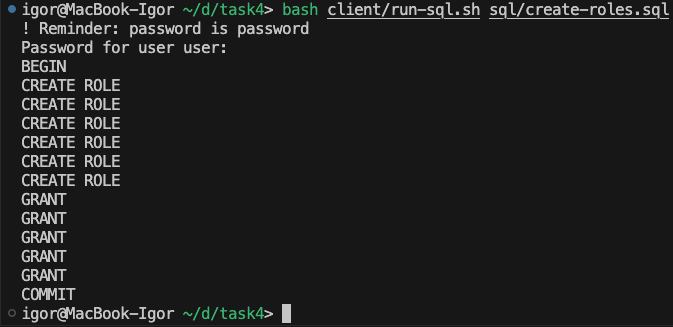 igor@MacBook-Igor ~/d/task4> bash client/run-sql.sh sql/create-roles.sql
! Reminder: password is password
Password for user user:
BEGIN
CREATE ROLE
CREATE ROLE
CREATE ROLE
CREATE ROLE
CREATE ROLE
CREATE ROLE
GRANT
GRANT
GRANT
GRANT
GRANT
COMMIT
igor@MacBook-Igor ~/d/task4>